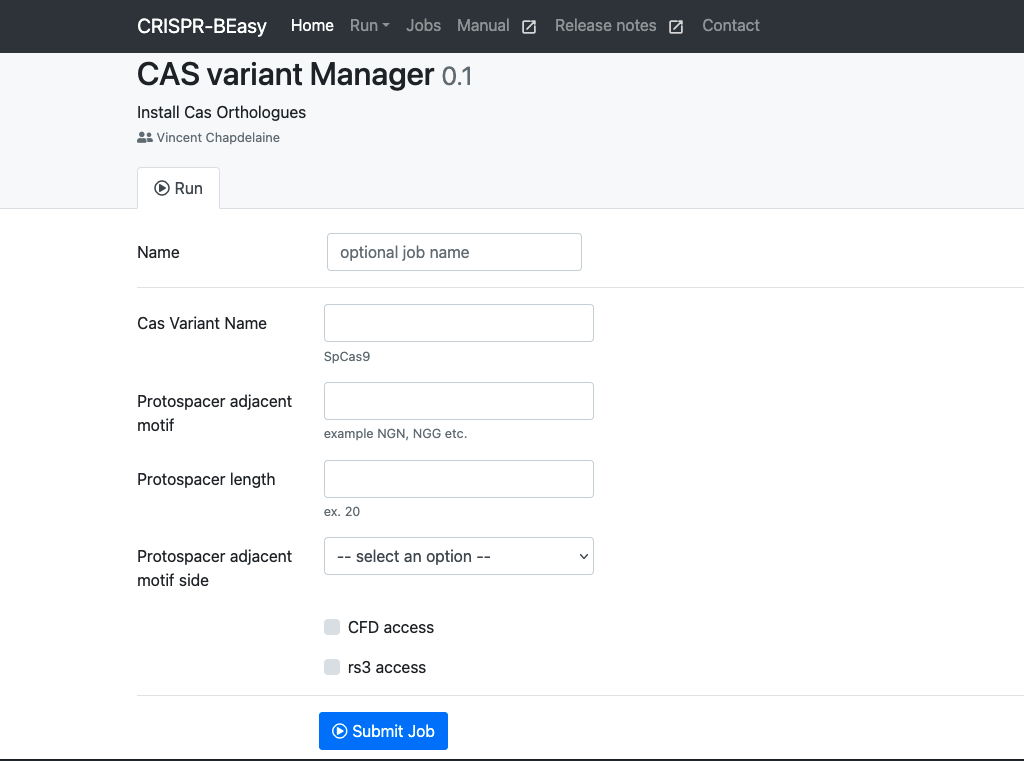 CRISPR-BEasy Home Run Jobs Manual Release notes Contact
CAS variant Manager 0.1
Install Cas Orthologues
Vincent Chapdelaine
Run
Name optional job name
Cas Variant Name
SpCas9
Protospacer adjacent
motif
example NGN, NGG etc.
Protospacer length
ex. 20
Protospacer adjacent
motif side
-- select an option --
CFD access
rs3 access
Submit Job